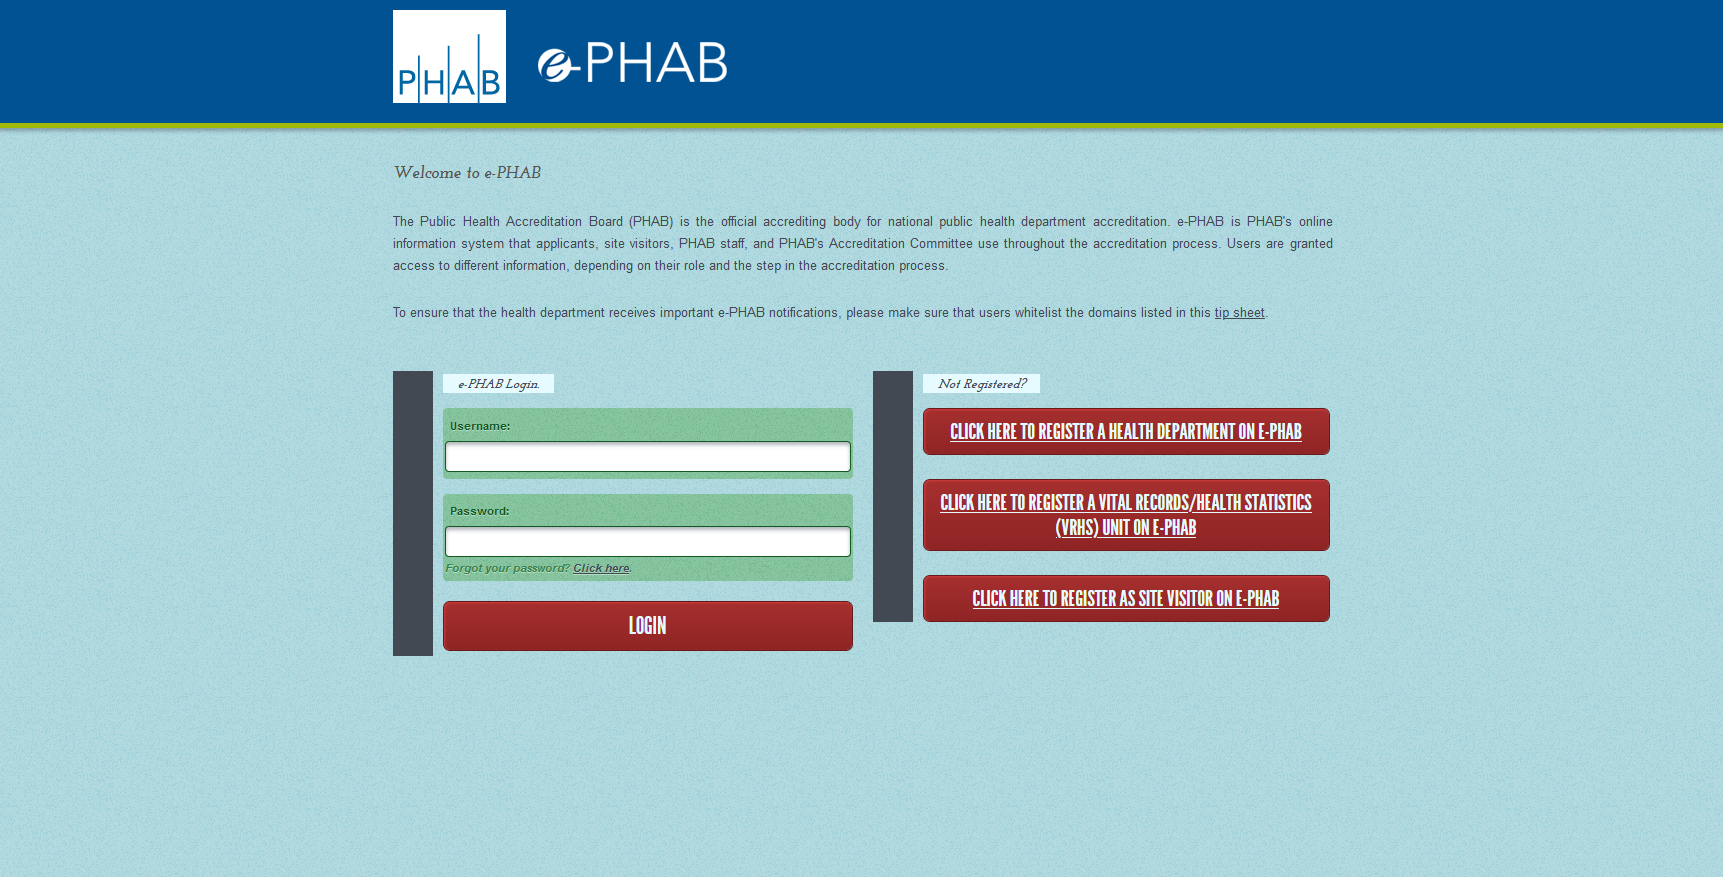 PHAB
e-PHAB
Welcome to e-PHAB
The Public Health Accreditation Board (PHAB) is the official accrediting body for national public health department accreditation. e-PHAB is PHAB's online
information system that applicants, site visitors, PHAB staff, and PHAB's Accreditation Committee use throughout the accreditation process. Users are granted
access to different information, depending on their role and the step in the accreditation process.
To ensure that the health department receives important e-PHAB notifications, please make sure that users whitelist the domains listed in this tip sheet.
e-PHAB Login.
Username:
Password:
Forgot your password? Click here.
LOGIN
Not Registered?
CLICK HERE TO REGISTER A HEALTH DEPARTMENT ON E-PHAB
CLICK HERE TO REGISTER A VITAL RECORDS/HEALTH STATISTICS
(VRHS) UNIT ON E-PHAB
CLICK HERE TO REGISTER AS SITE VISITOR ON E-PHAB